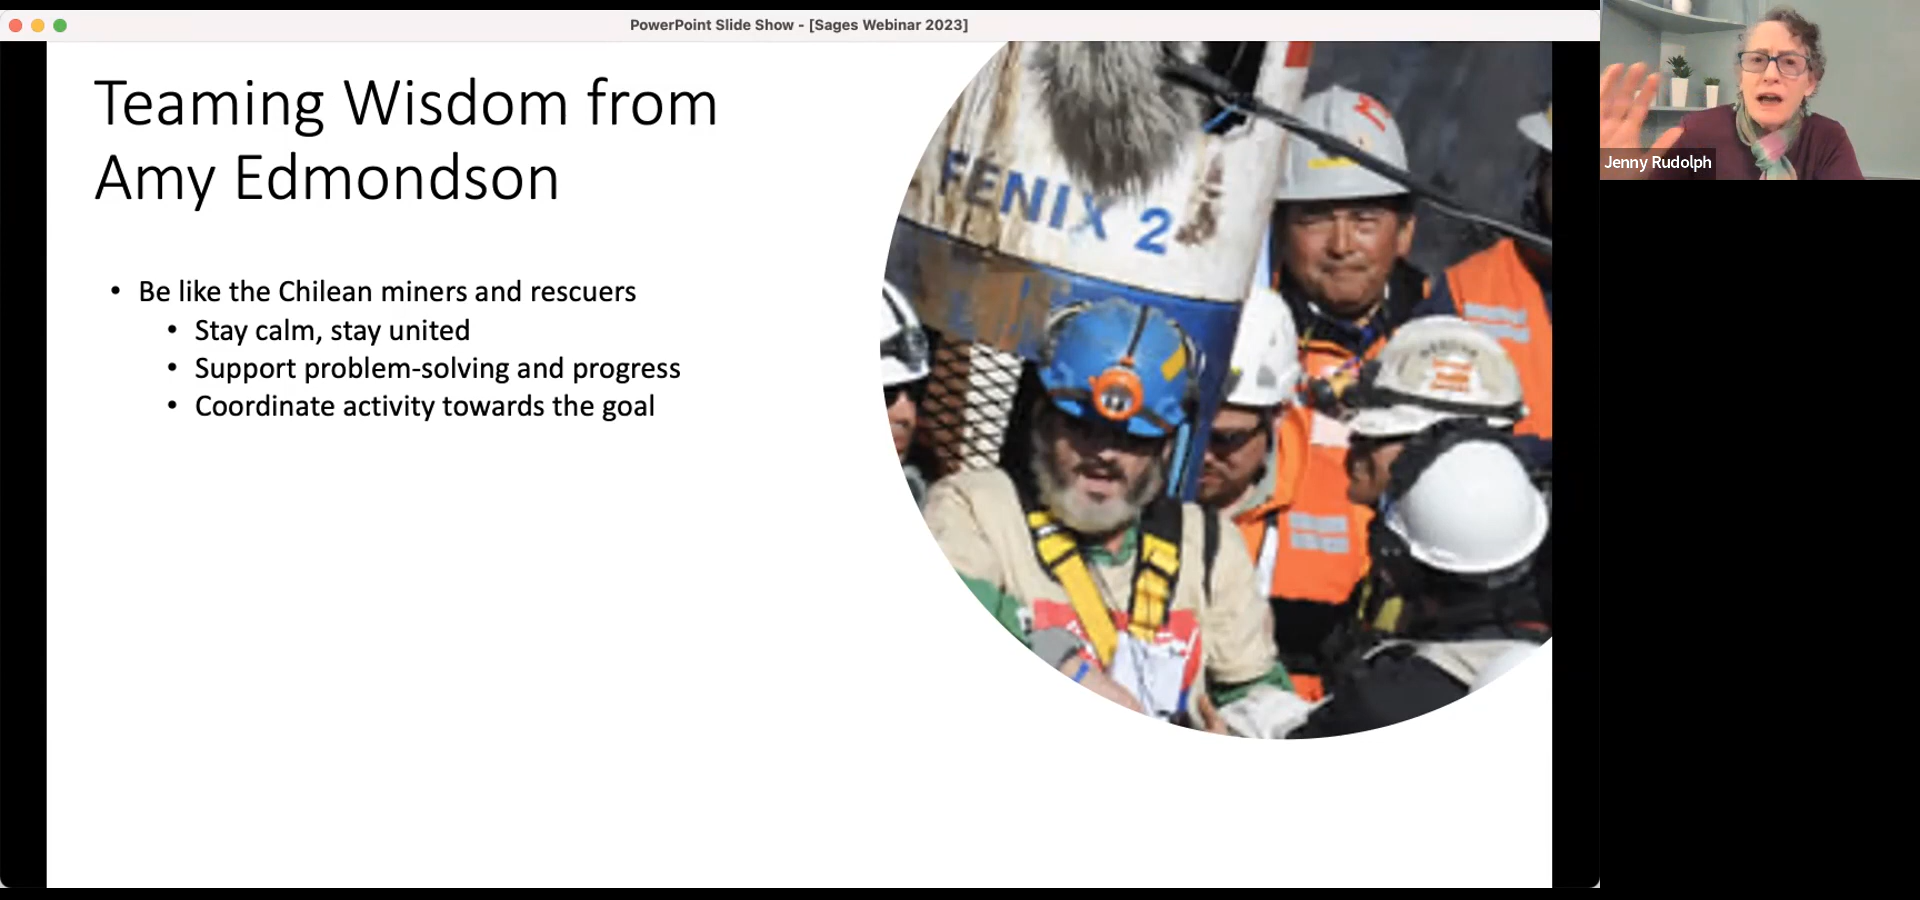 PowerPoint Slide Show - [Sages Webinar 2023]
Teaming Wisdom from
Amy Edmondson
• Be like the Chilean miners and rescuers
• Stay calm, stay united
• Support problem-solving and progress
• Coordinate activity towards the goal
FENIX 2
Jenny Rudolph